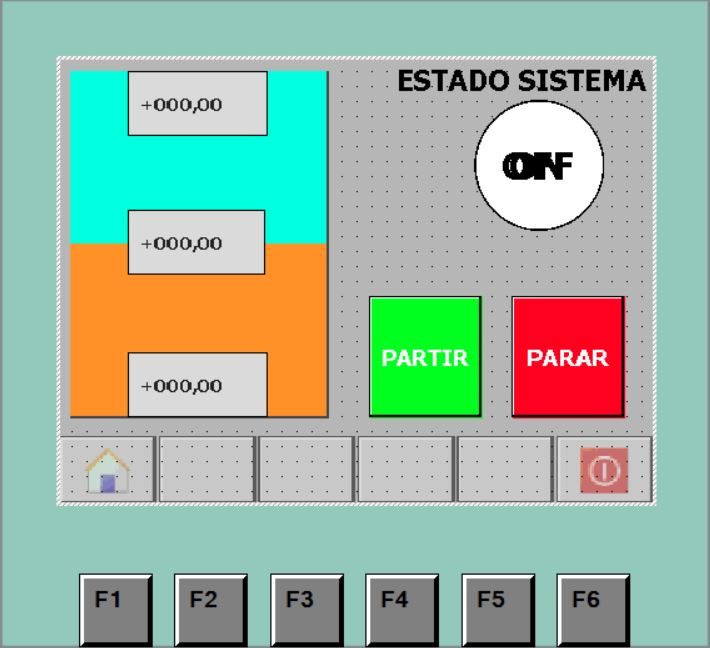 ESTADO SISTEMA
+000,00
+000,00
+000,00
PARTIR
PARAR
F1
F2
F3
F4
F5
F6